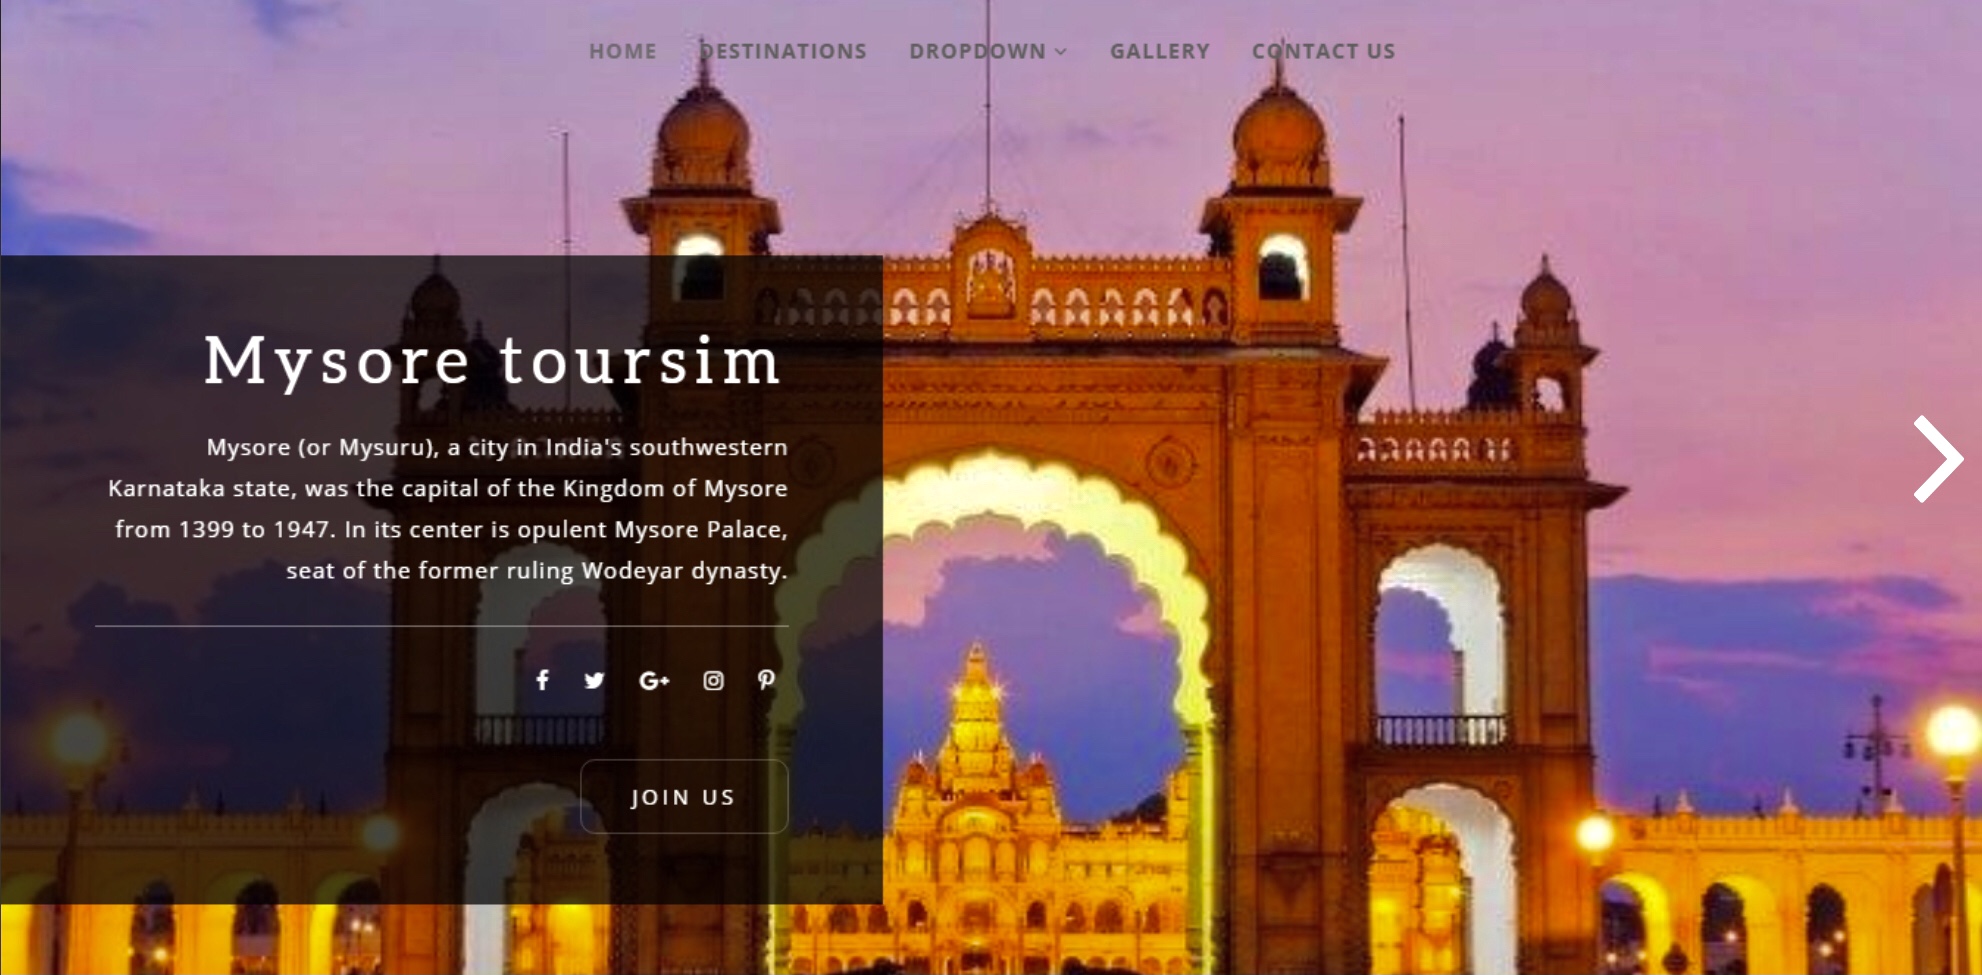 HOME DESTINATIONS DROPDOWN GALLERY CONTACT US
Mysore toursim
Mysore (or Mysuru), a city in India's southwestern
Karnataka state, was the capital of the Kingdom of Mysore
from 1399 to 1947. In its center is opulent Mysore Palace,
seat of the former ruling Wodeyar dynasty.
G+
JOIN US